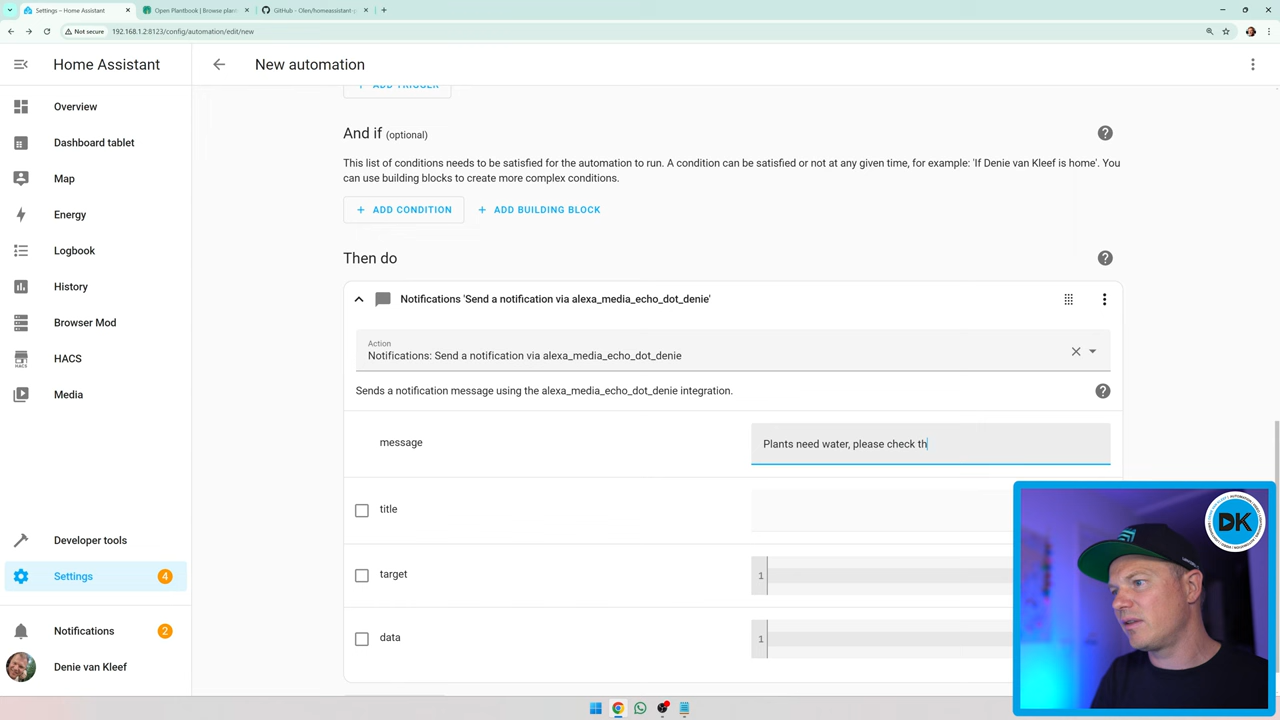 Settings – Home Assistant
Open Plantbook | Browse plan
GitHub - Olen/homeassistant-p
Not secure
192.168.1.2:8123/config/automation/edit/new
Home Assistant
New automation
Overview
Dashboard tablet
Map
Energy
Logbook
History
Browser Mod
HACS
HACS
Media
Developer tools
Settings
4
Notifications
2
Denie van Kleef
ADD TRIGGER
And if (optional)
This list of conditions needs to be satisfied for the automation to run. A condition can be satisfied or not at any given time, for example: 'If Denie van Kleef is home'. You
can use building blocks to create more complex conditions.
ADD CONDITION
ADD BUILDING BLOCK
Then do
Notifications 'Send a notification via alexa_media_echo_dot_denie'
Action
Notifications: Send a notification via alexa_media_echo_dot_denie
Sends a notification message using the alexa_media_echo_dot_denie integration.
message
Plants need water, please check th
title
target
1
data
1
DK